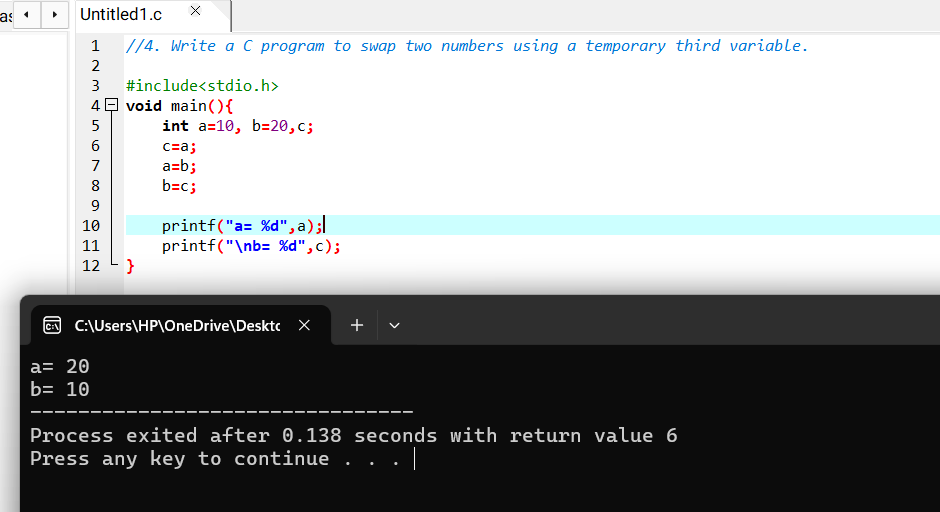 as
Untitled1.c
1 //4. Write a C program to swap two numbers using a temporary third variable.
2
3 #include<stdio.h>
4 void main(){
5 int a=10, b=20,c;
6 c=a;
7 a=b;
8 b=c;
9
10 printf("a= %d",a);
11 printf("\nb= %d",c);
12 }
C:\Users\HP\OneDrive\Deskto
a= 20
b= 10
--------------------------------
Process exited after 0.138 seconds with return value 6
Press any key to continue . . .